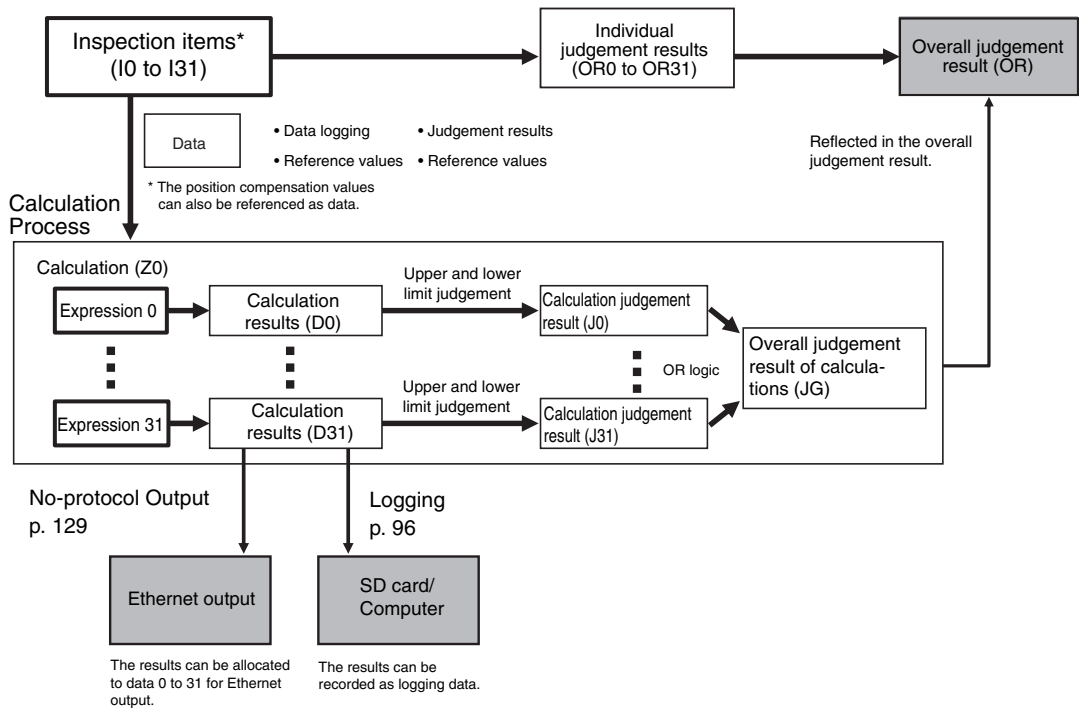 Inspection items*
(I0 to I31)
Individual
judgement results
(OR0 to OR31)
Overall judgement
result (OR)
Data
• Data logging
• Judgement results
• Reference values
• Reference values
* The position compensation values
can also be referenced as data.
Reflected in the overall
judgement result.
Calculation
Process
Calculation (Z0)
Expression 0
Calculation
results (D0)
Upper and lower
limit judgement
Calculation judgement
result (J0)
OR logic
Overall judgement
result of calcula-
tions (JG)
Expression 31
Calculation
results (D31)
Upper and lower
limit judgement
Calculation judgement
result (J31)
No-protocol Output
p. 129
Logging
p. 96
Ethernet output
SD card/
Computer
The results can be allocated
to data 0 to 31 for Ethernet
output.
The results can be
recorded as logging data.